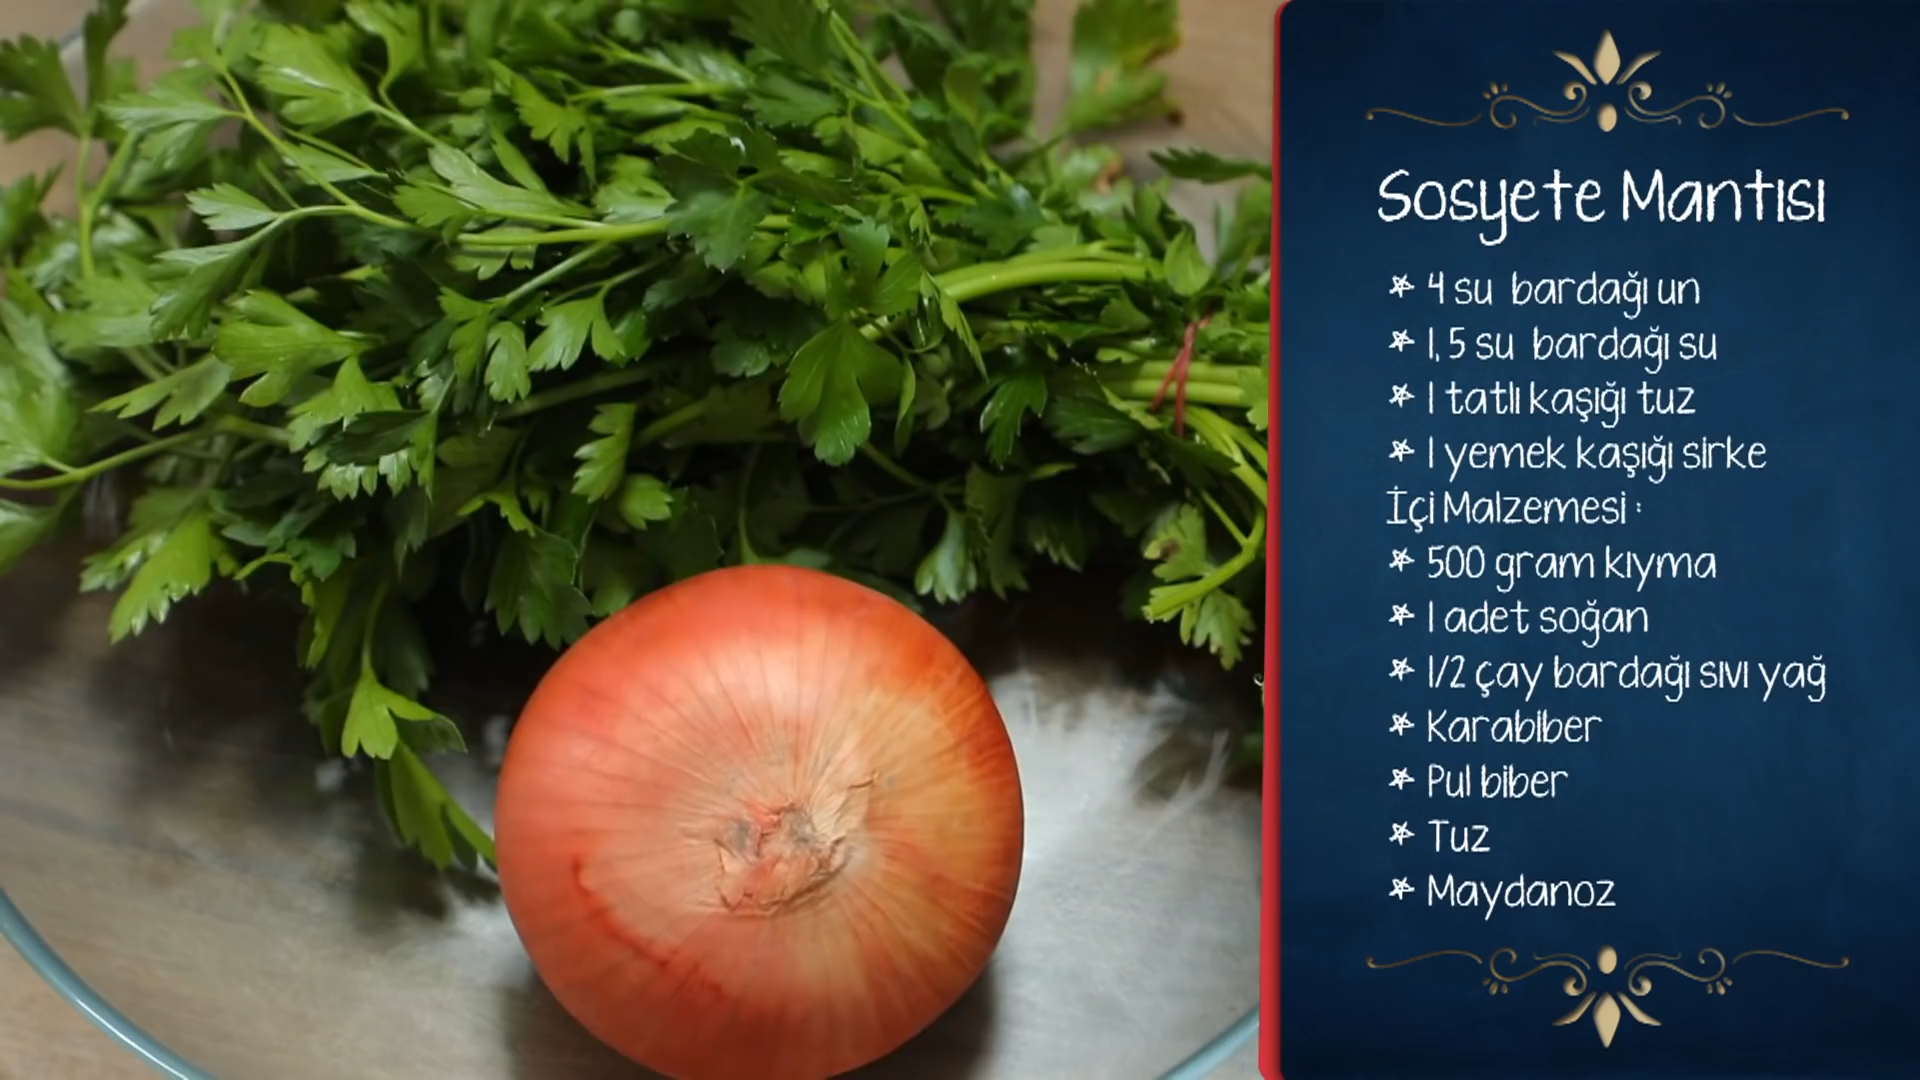 Sosyete Mantısı
* 4 su bardağı un
* 1,5 su bardağı su
* 1 tatlı kaşığı tuz
* 1 yemek kaşığı sirke
İçi Malzemesi :
* 500 gram kıyma
* 1 adet soğan
* 1/2 çay bardağı sıvı yağ
* Karabiber
* Pul biber
* Tuz
* Maydanoz